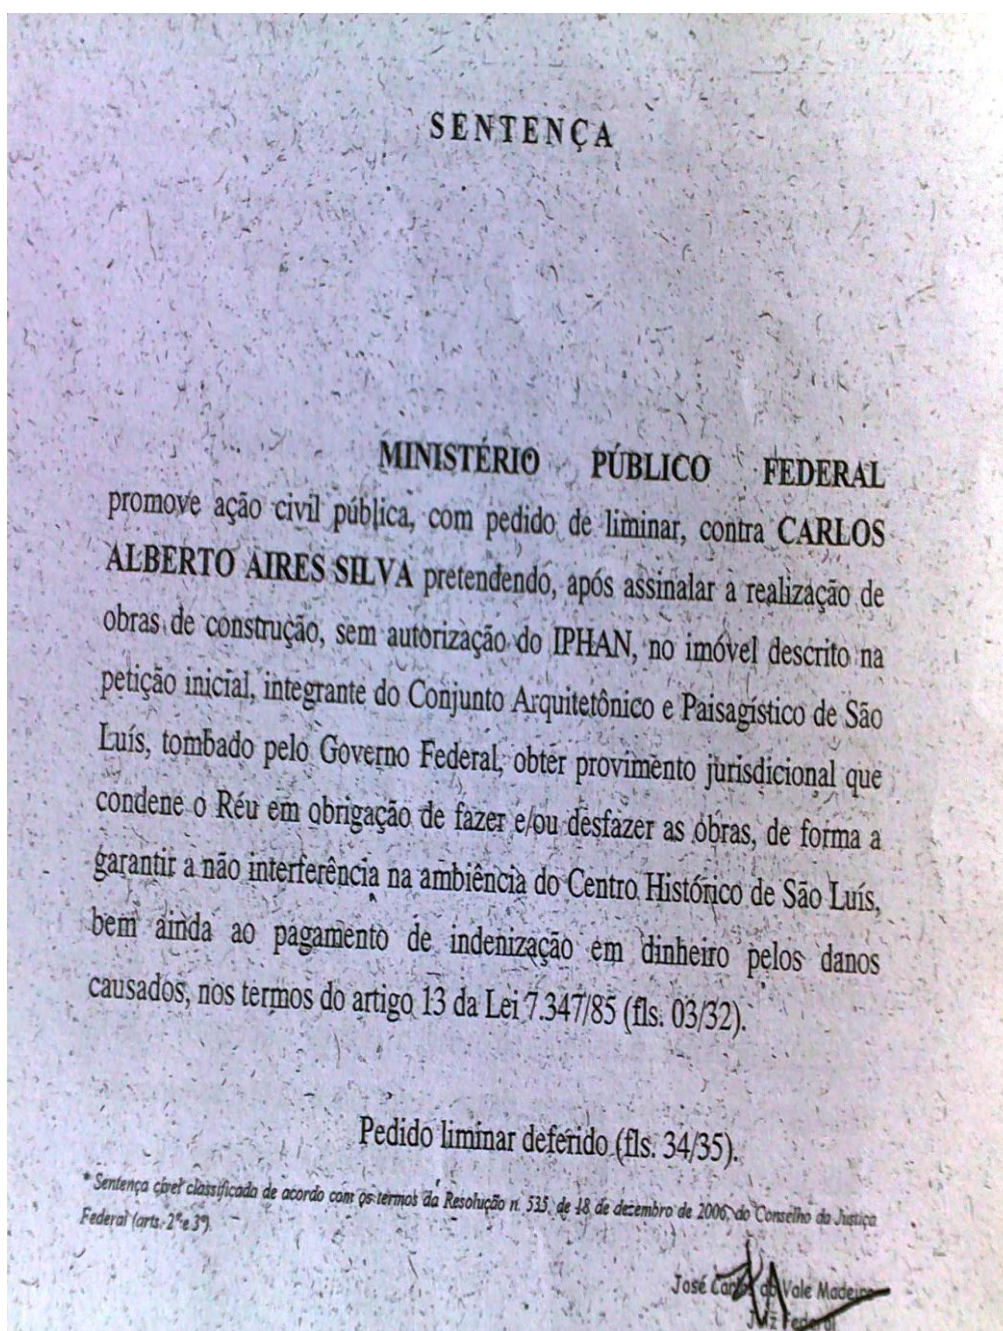 SENTENÇA
MINISTÉRIO PÚBLICO FEDERAL
promove ação civil pública, com pedido de liminar, contra CARLOS
ALBERTO AIRES SILVA pretendendo, após assinalar a realização de
obras de construção, sem autorização do IPHAN, no imóvel descrito na
petição inicial, integrante do Conjunto Arquitetônico e Paisagístico de São
Luís, tombado pelo Governo Federal, obter provimento jurisdicional que
condene o Réu em obrigação de fazer e/ou desfazer as obras, de forma a
garantir a não interferência na ambiência do Centro Histórico de São Luís,
bem ainda ao pagamento de indenização em dinheiro pelos danos
causados, nos termos do artigo 13 da Lei 7.347/85 (fls. 03/32).
Pedido liminar deferido (fls. 34/35).
* Sentença cível classificada de acordo com os termos da Resolução n. 535, de 18 de dezembro de 2006, do Conselho da Justiça
Federal (arts. 2º e 3º).
José Carlos do Vale Madeira
Juiz Federal